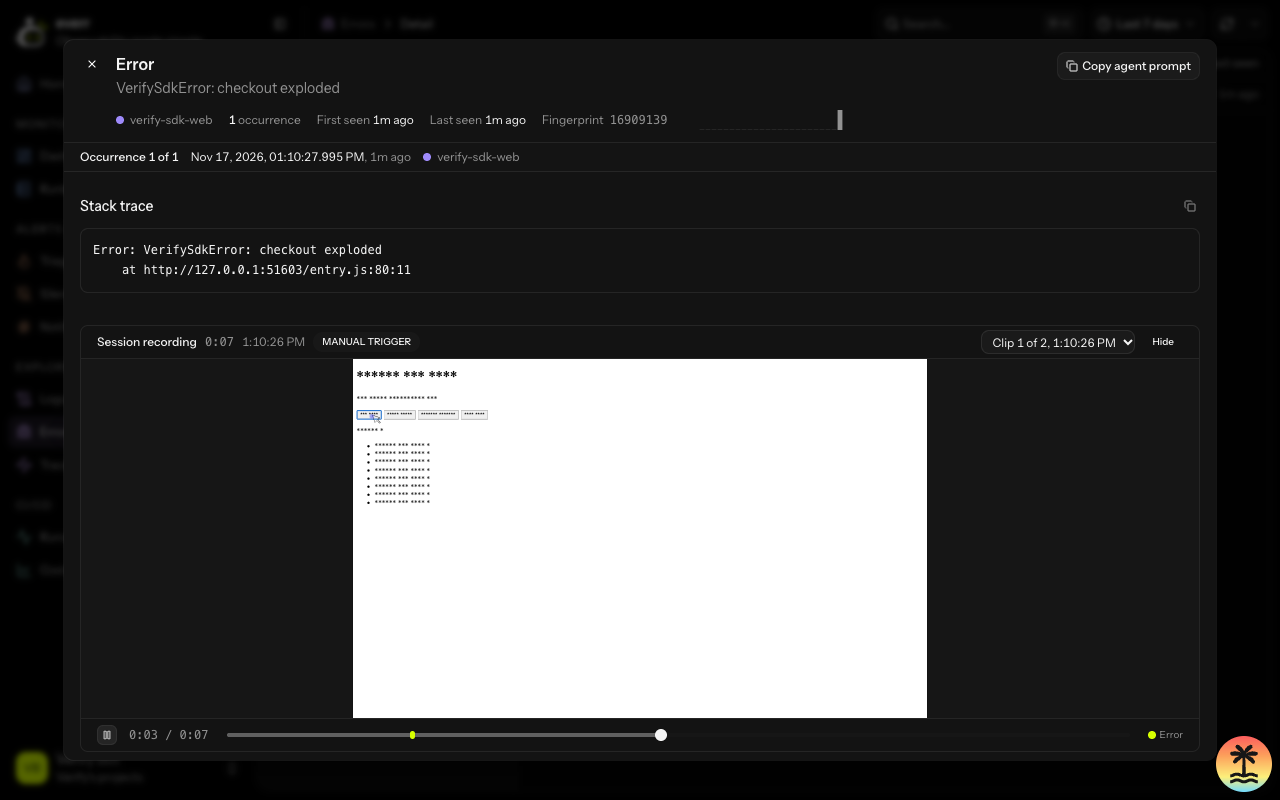 Error
Copy agent prompt
VerifySdkError: checkout exploded
verify-sdk-web 1 occurrence First seen 1m ago Last seen 1m ago Fingerprint 16909139
Occurrence 1 of 1 Nov 17, 2026, 01:10:27.995 PM, 1m ago verify-sdk-web
Stack trace
Error: VerifySdkError: checkout exploded
at http://127.0.0.1:51603/entry.js:80:11
Session recording 0:07 1:10:26 PM MANUAL TRIGGER Clip 1 of 2, 1:10:26 PM Hide
****** *** ****
*** ***** ********** ***
*** **** ***** ***** ******* ******* **** ****
****** *
****** *** **** *
****** *** **** *
****** *** **** *
****** *** **** *
****** *** **** *
****** *** **** *
****** *** **** *
****** *** **** *
0:03 / 0:07 Error